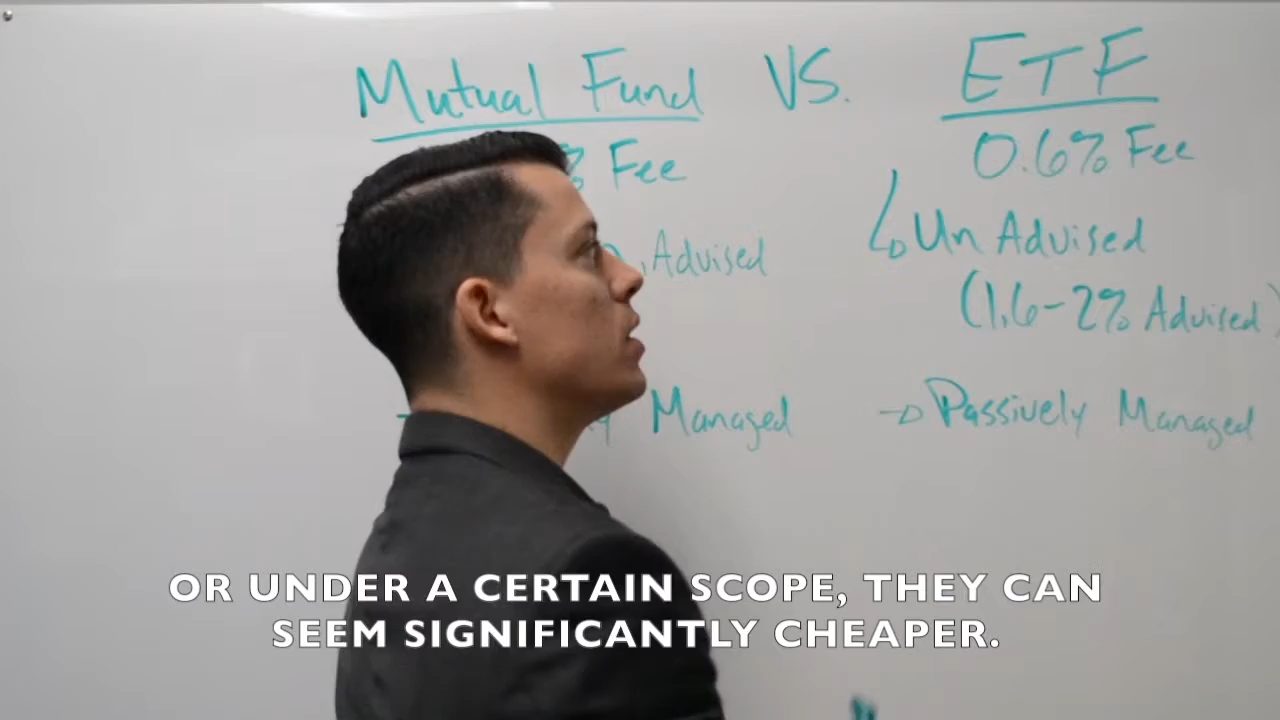 Mutual Fund VS. ETF
% Fee
0.6% Fee
Advised
Un Advised
(1.6-2% Advised)
Managed
Passively Managed
OR UNDER A CERTAIN SCOPE, THEY CAN
SEEM SIGNIFICANTLY CHEAPER.